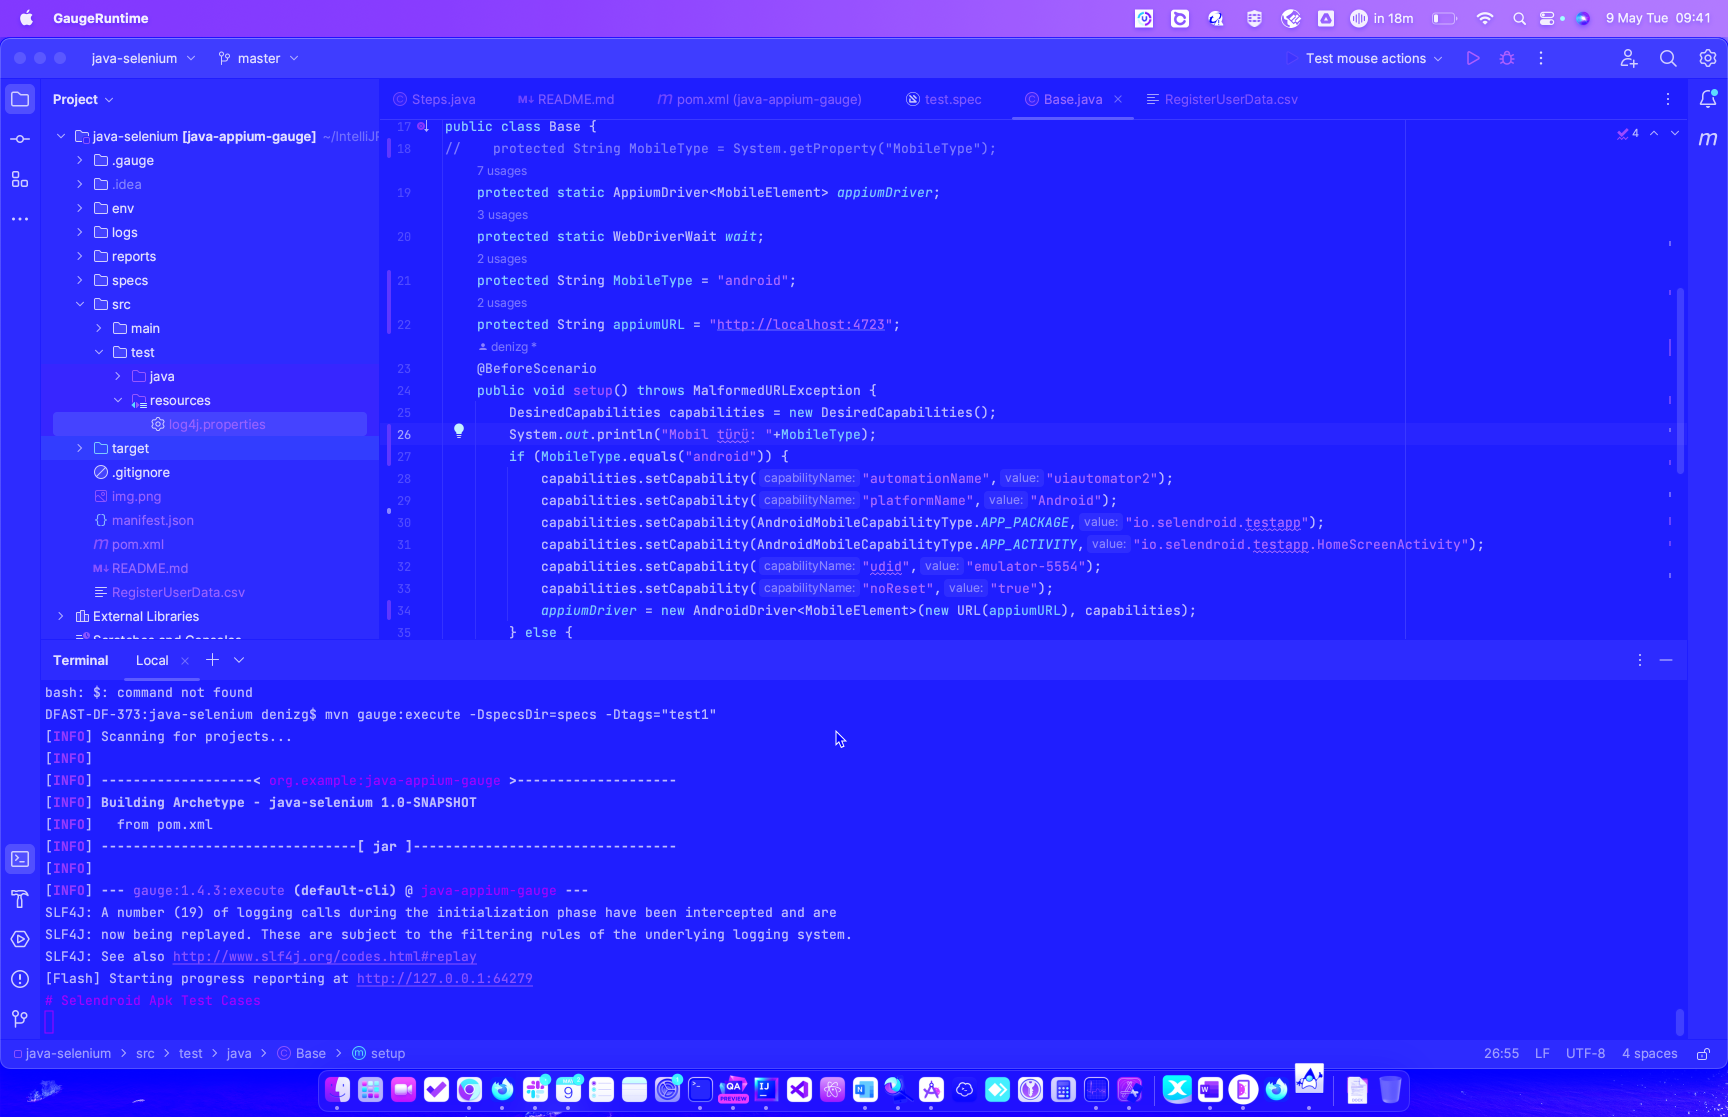 GaugeRuntime
in 18m
9 May Tue 09:41
java-selenium
master
Test mouse actions
Project
Steps.java
README.md
pom.xml (java-appium-gauge)
test.spec
Base.java
RegisterUserData.csv
java-selenium [java-appium-gauge] ~/IntelliJP
.gauge
.idea
env
logs
reports
specs
src
main
test
java
resources
log4j.properties
target
.gitignore
img.png
manifest.json
pom.xml
README.md
RegisterUserData.csv
External Libraries
Scratches and Consoles
4
17 public class Base {
18 // protected String MobileType = System.getProperty("MobileType");
7 usages
19 protected static AppiumDriver<MobileElement> appiumDriver;
3 usages
20 protected static WebDriverWait wait;
2 usages
21 protected String MobileType = "android";
2 usages
22 protected String appiumURL = "http://localhost:4723";
denizg *
23 @BeforeScenario
24 public void setup() throws MalformedURLException {
25 DesiredCapabilities capabilities = new DesiredCapabilities();
26 System.out.println("Mobil türü: "+MobileType);
27 if (MobileType.equals("android")) {
28 capabilities.setCapability( capabilityName: "automationName", value: "uiautomator2");
29 capabilities.setCapability( capabilityName: "platformName", value: "Android");
30 capabilities.setCapability(AndroidMobileCapabilityType.APP_PACKAGE, value: "io.selendroid.testapp");
31 capabilities.setCapability(AndroidMobileCapabilityType.APP_ACTIVITY, value: "io.selendroid.testapp.HomeScreenActivity");
32 capabilities.setCapability( capabilityName: "udid", value: "emulator-5554");
33 capabilities.setCapability( capabilityName: "noReset", value: "true");
34 appiumDriver = new AndroidDriver<MobileElement>(new URL(appiumURL), capabilities);
35 } else {
Terminal
Local
bash: $: command not found
DFAST-DF-373:java-selenium denizg$ mvn gauge:execute -DspecsDir=specs -Dtags="test1"
[INFO] Scanning for projects...
[INFO]
[INFO] -------------------< org.example:java-appium-gauge >--------------------
[INFO] Building Archetype - java-selenium 1.0-SNAPSHOT
[INFO]   from pom.xml
[INFO] --------------------------------[ jar ]---------------------------------
[INFO]
[INFO] --- gauge:1.4.3:execute (default-cli) @ java-appium-gauge ---
SLF4J: A number (19) of logging calls during the initialization phase have been intercepted and are
SLF4J: now being replayed. These are subject to the filtering rules of the underlying logging system.
SLF4J: See also http://www.slf4j.org/codes.html#replay
[Flash] Starting progress reporting at http://127.0.0.1:64279
# Selendroid Apk Test Cases
java-selenium > src > test > java > Base > setup
26:55 LF UTF-8 4 spaces
9
QA
PREVIEW
IJ